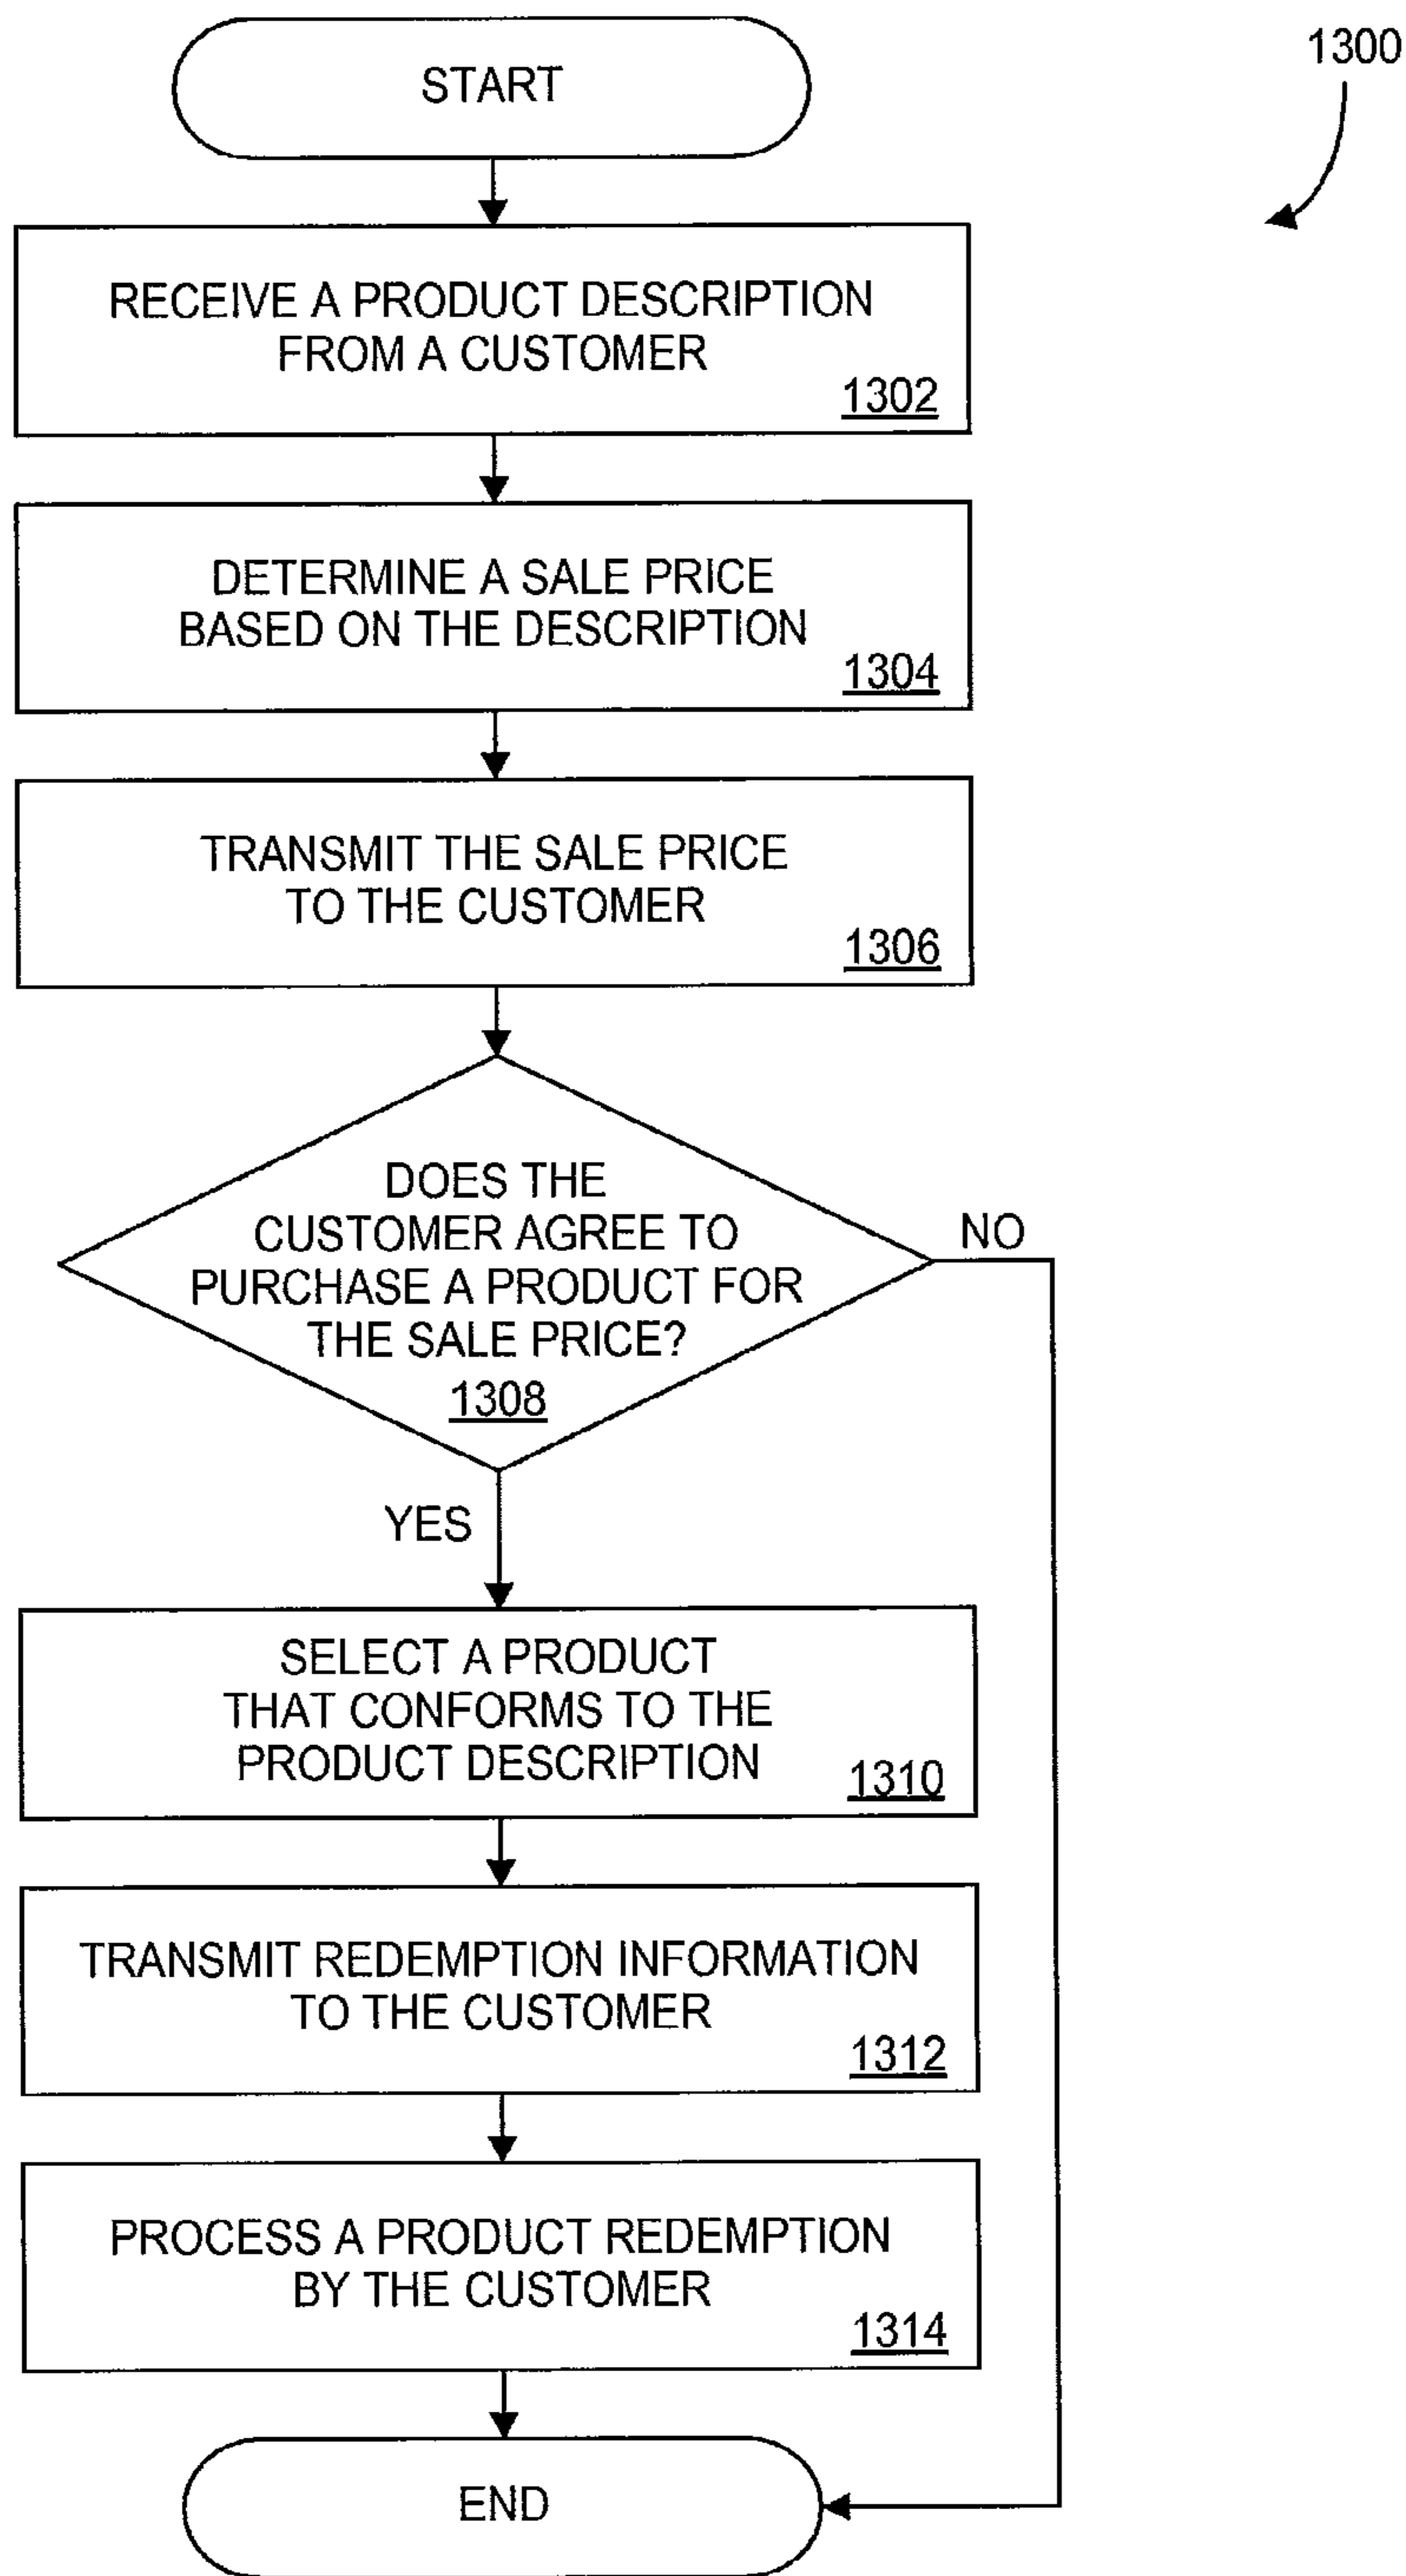 START
1300
RECEIVE A PRODUCT DESCRIPTION
FROM A CUSTOMER
1302
DETERMINE A SALE PRICE
BASED ON THE DESCRIPTION
1304
TRANSMIT THE SALE PRICE
TO THE CUSTOMER
1306
DOES THE
CUSTOMER AGREE TO
PURCHASE A PRODUCT FOR
THE SALE PRICE?
1308
NO
YES
SELECT A PRODUCT
THAT CONFORMS TO THE
PRODUCT DESCRIPTION
1310
TRANSMIT REDEMPTION INFORMATION
TO THE CUSTOMER
1312
PROCESS A PRODUCT REDEMPTION
BY THE CUSTOMER
1314
END